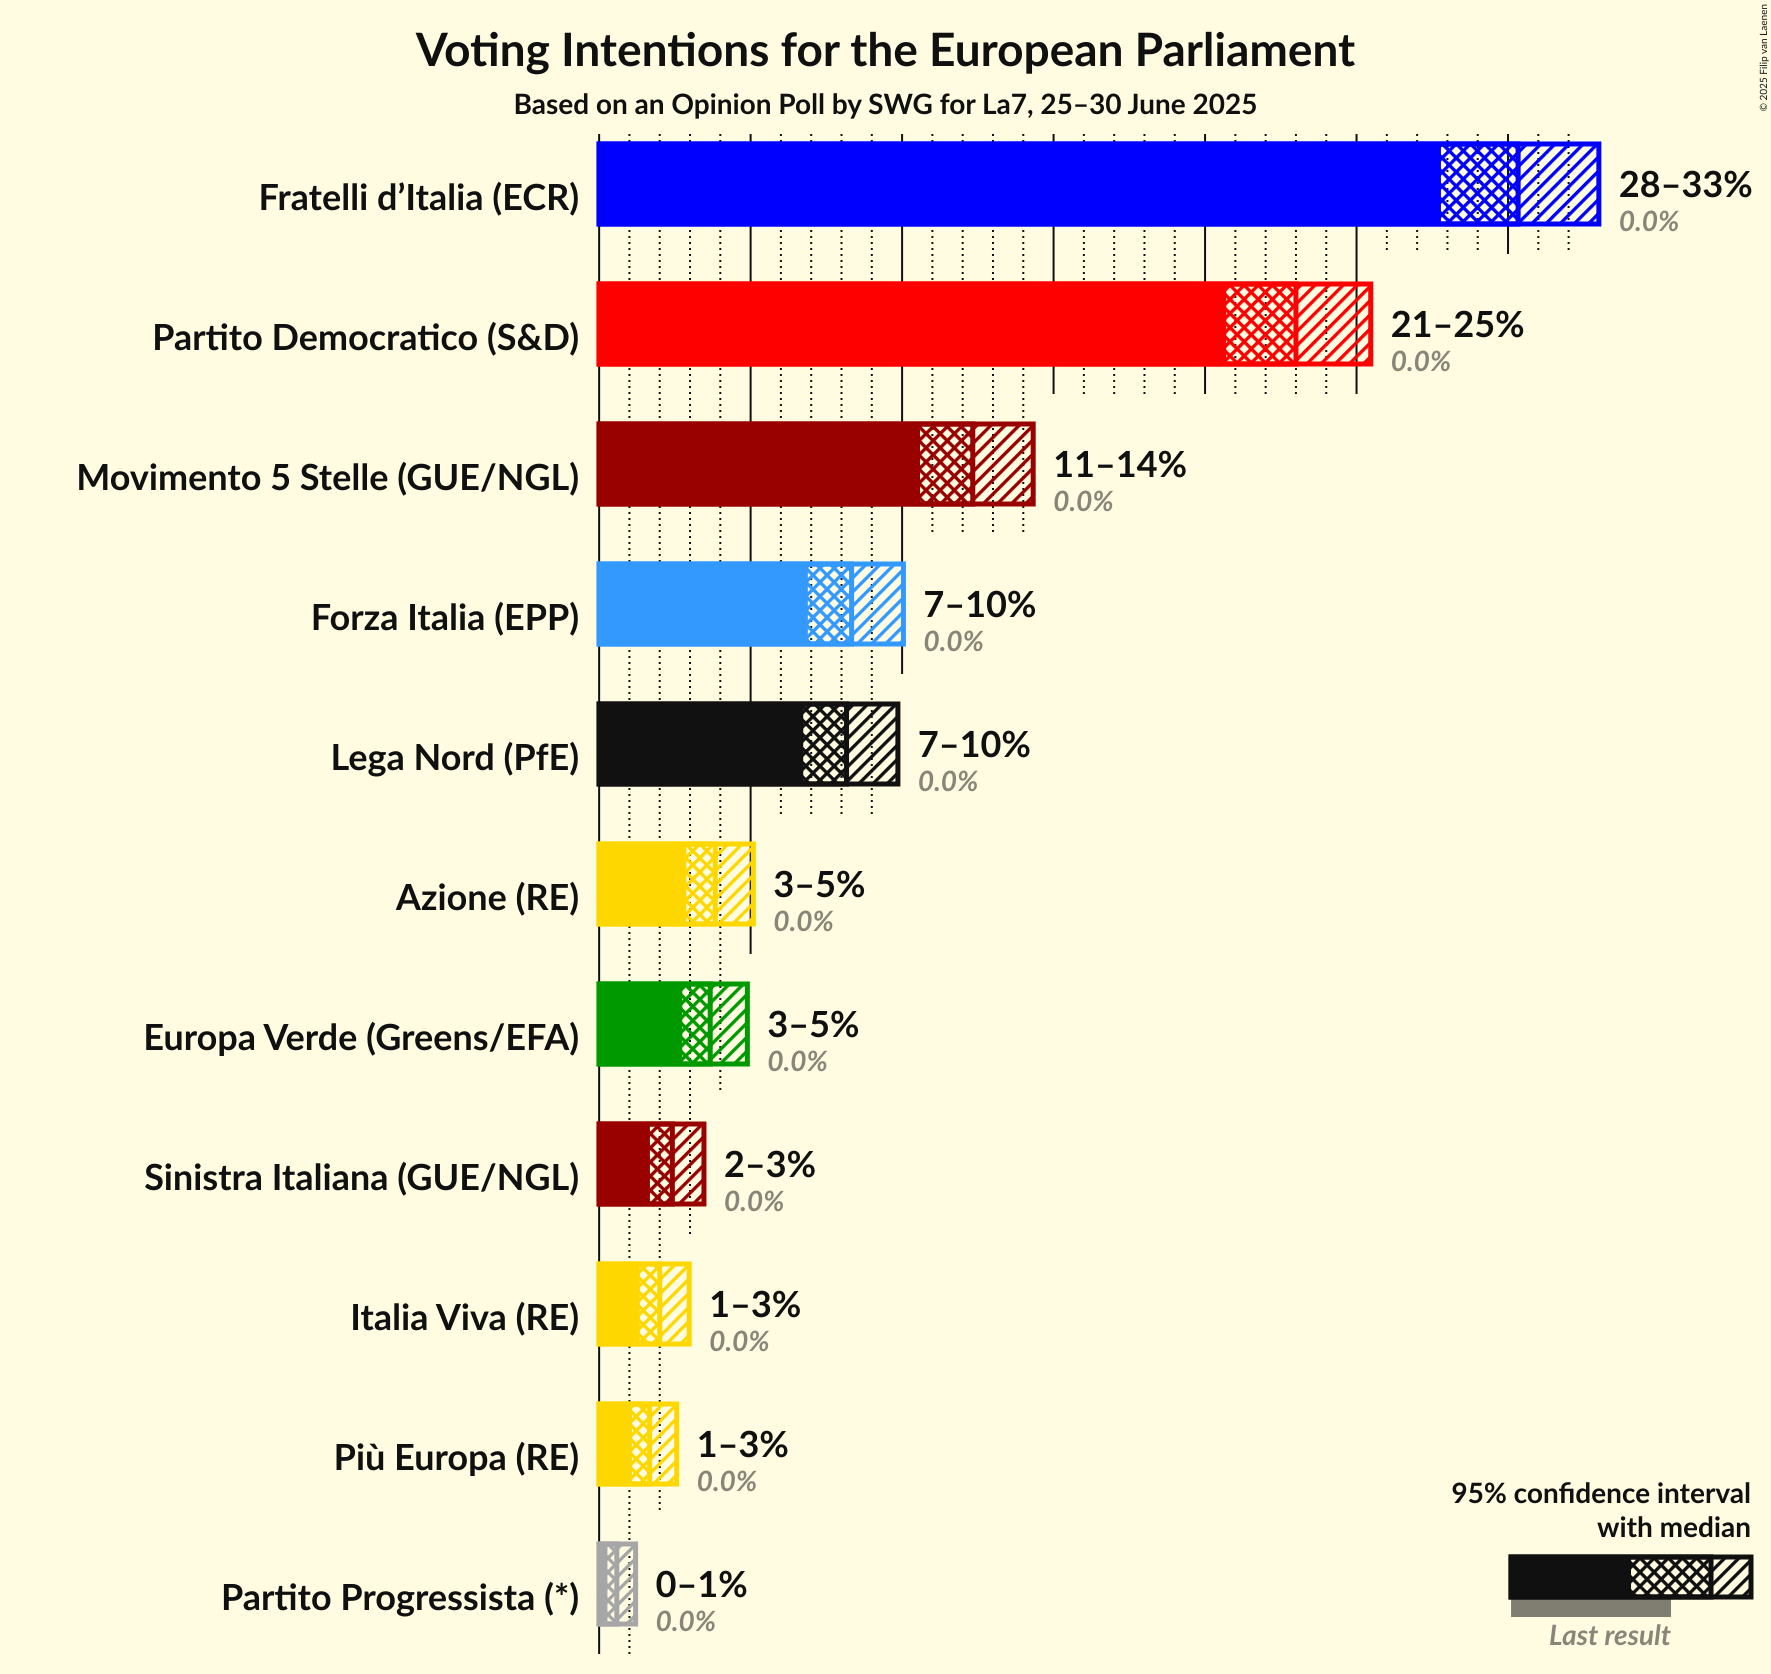 Voting Intentions for the European Parliament
Based on an Opinion Poll by SWG for La7, 25–30 June 2025
© 2025 Filip van Laenen
Fratelli d’Italia (ECR)
28–33%
0.0%
Partito Democratico (S&D)
21–25%
0.0%
Movimento 5 Stelle (GUE/NGL)
11–14%
0.0%
Forza Italia (EPP)
7–10%
0.0%
Lega Nord (PfE)
7–10%
0.0%
Azione (RE)
3–5%
0.0%
Europa Verde (Greens/EFA)
3–5%
0.0%
Sinistra Italiana (GUE/NGL)
2–3%
0.0%
Italia Viva (RE)
1–3%
0.0%
Più Europa (RE)
1–3%
0.0%
Partito Progressista (*)
0–1%
0.0%
95% confidence interval
with median
Last result